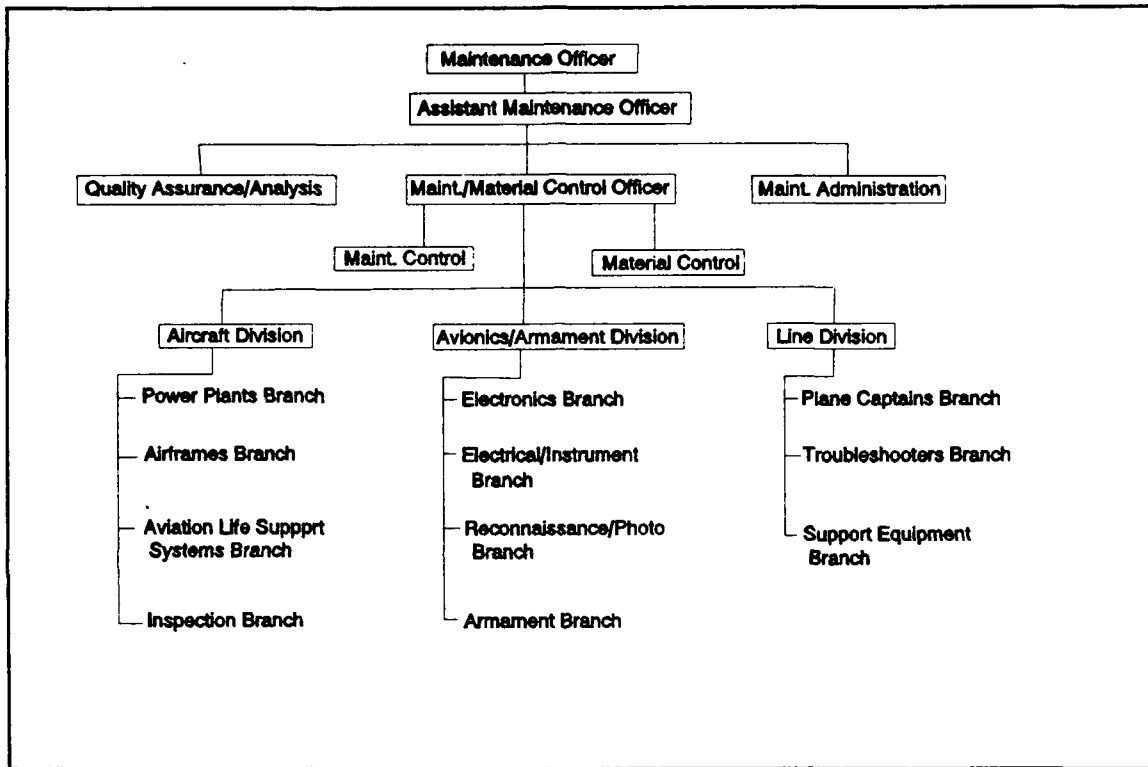 Maintenance Officer
Assistant Maintenance Officer
Quality Assurance/Analysis
Maint./Material Control Officer
Maint. Administration
Maint. Control
Material Control
Aircraft Division
Avionics/Armament Division
Line Division
Power Plants Branch
Airframes Branch
Aviation Life Suppprt
Systems Branch
Inspection Branch
Electronics Branch
Electrical/Instrument
Branch
Reconnaissance/Photo
Branch
Armament Branch
Plane Captains Branch
Troubleshooters Branch
Support Equipment
Branch